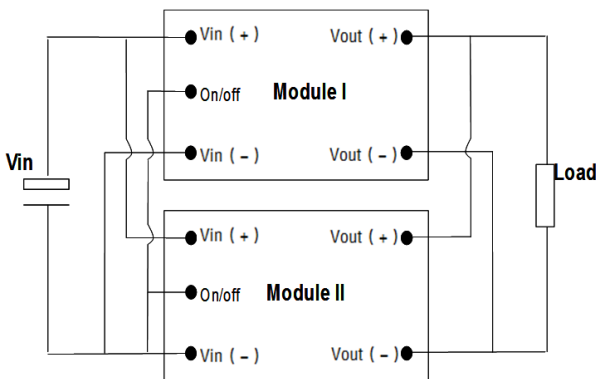 Vin ( + ) Vout ( + )
On/off Module I
Vin ( − ) Vout ( − )
Vin
Load
Vin ( + ) Vout ( + )
On/off Module II
Vin ( − ) Vout ( − )